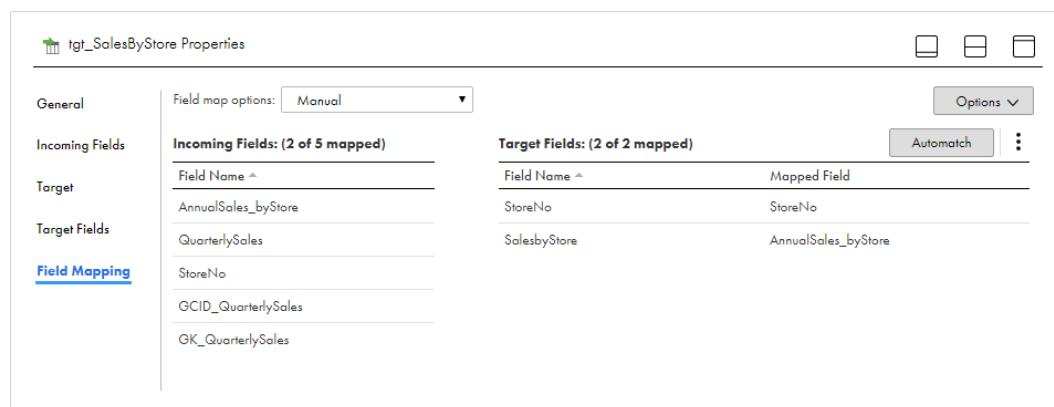 tgt_SalesByStore Properties
General
Incoming Fields
Target
Target Fields
Field Mapping
Field map options: Manual
Options
Incoming Fields: (2 of 5 mapped)
Field Name
AnnualSales_byStore
QuarterlySales
StoreNo
GCID_QuarterlySales
GK_QuarterlySales
Target Fields: (2 of 2 mapped)
Automatch
Field Name Mapped Field
StoreNo StoreNo
SalesbyStore AnnualSales_byStore